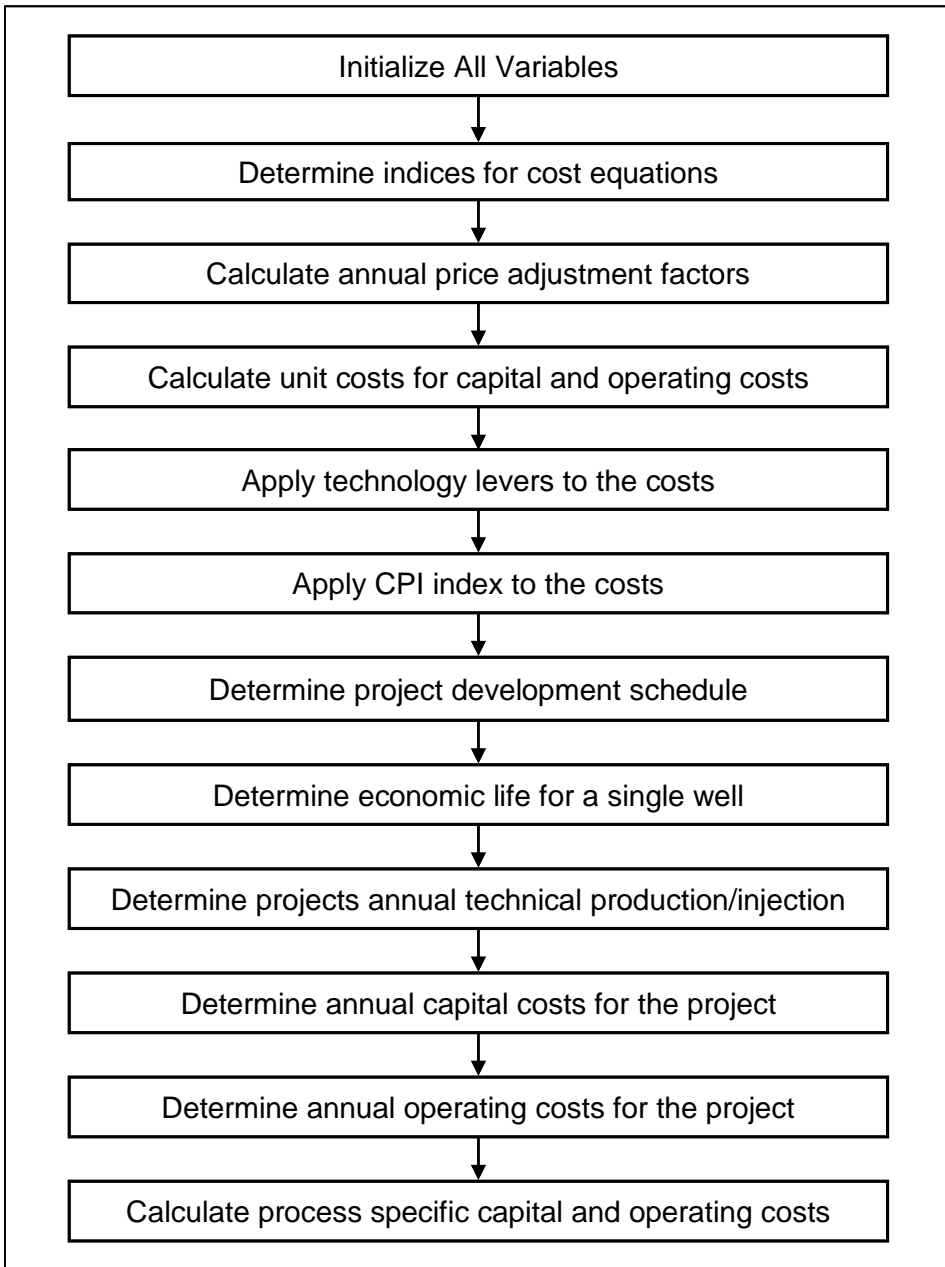 Initialize All Variables
Determine indices for cost equations
Calculate annual price adjustment factors
Calculate unit costs for capital and operating costs
Apply technology levers to the costs
Apply CPI index to the costs
Determine project development schedule
Determine economic life for a single well
Determine projects annual technical production/injection
Determine annual capital costs for the project
Determine annual operating costs for the project
Calculate process specific capital and operating costs